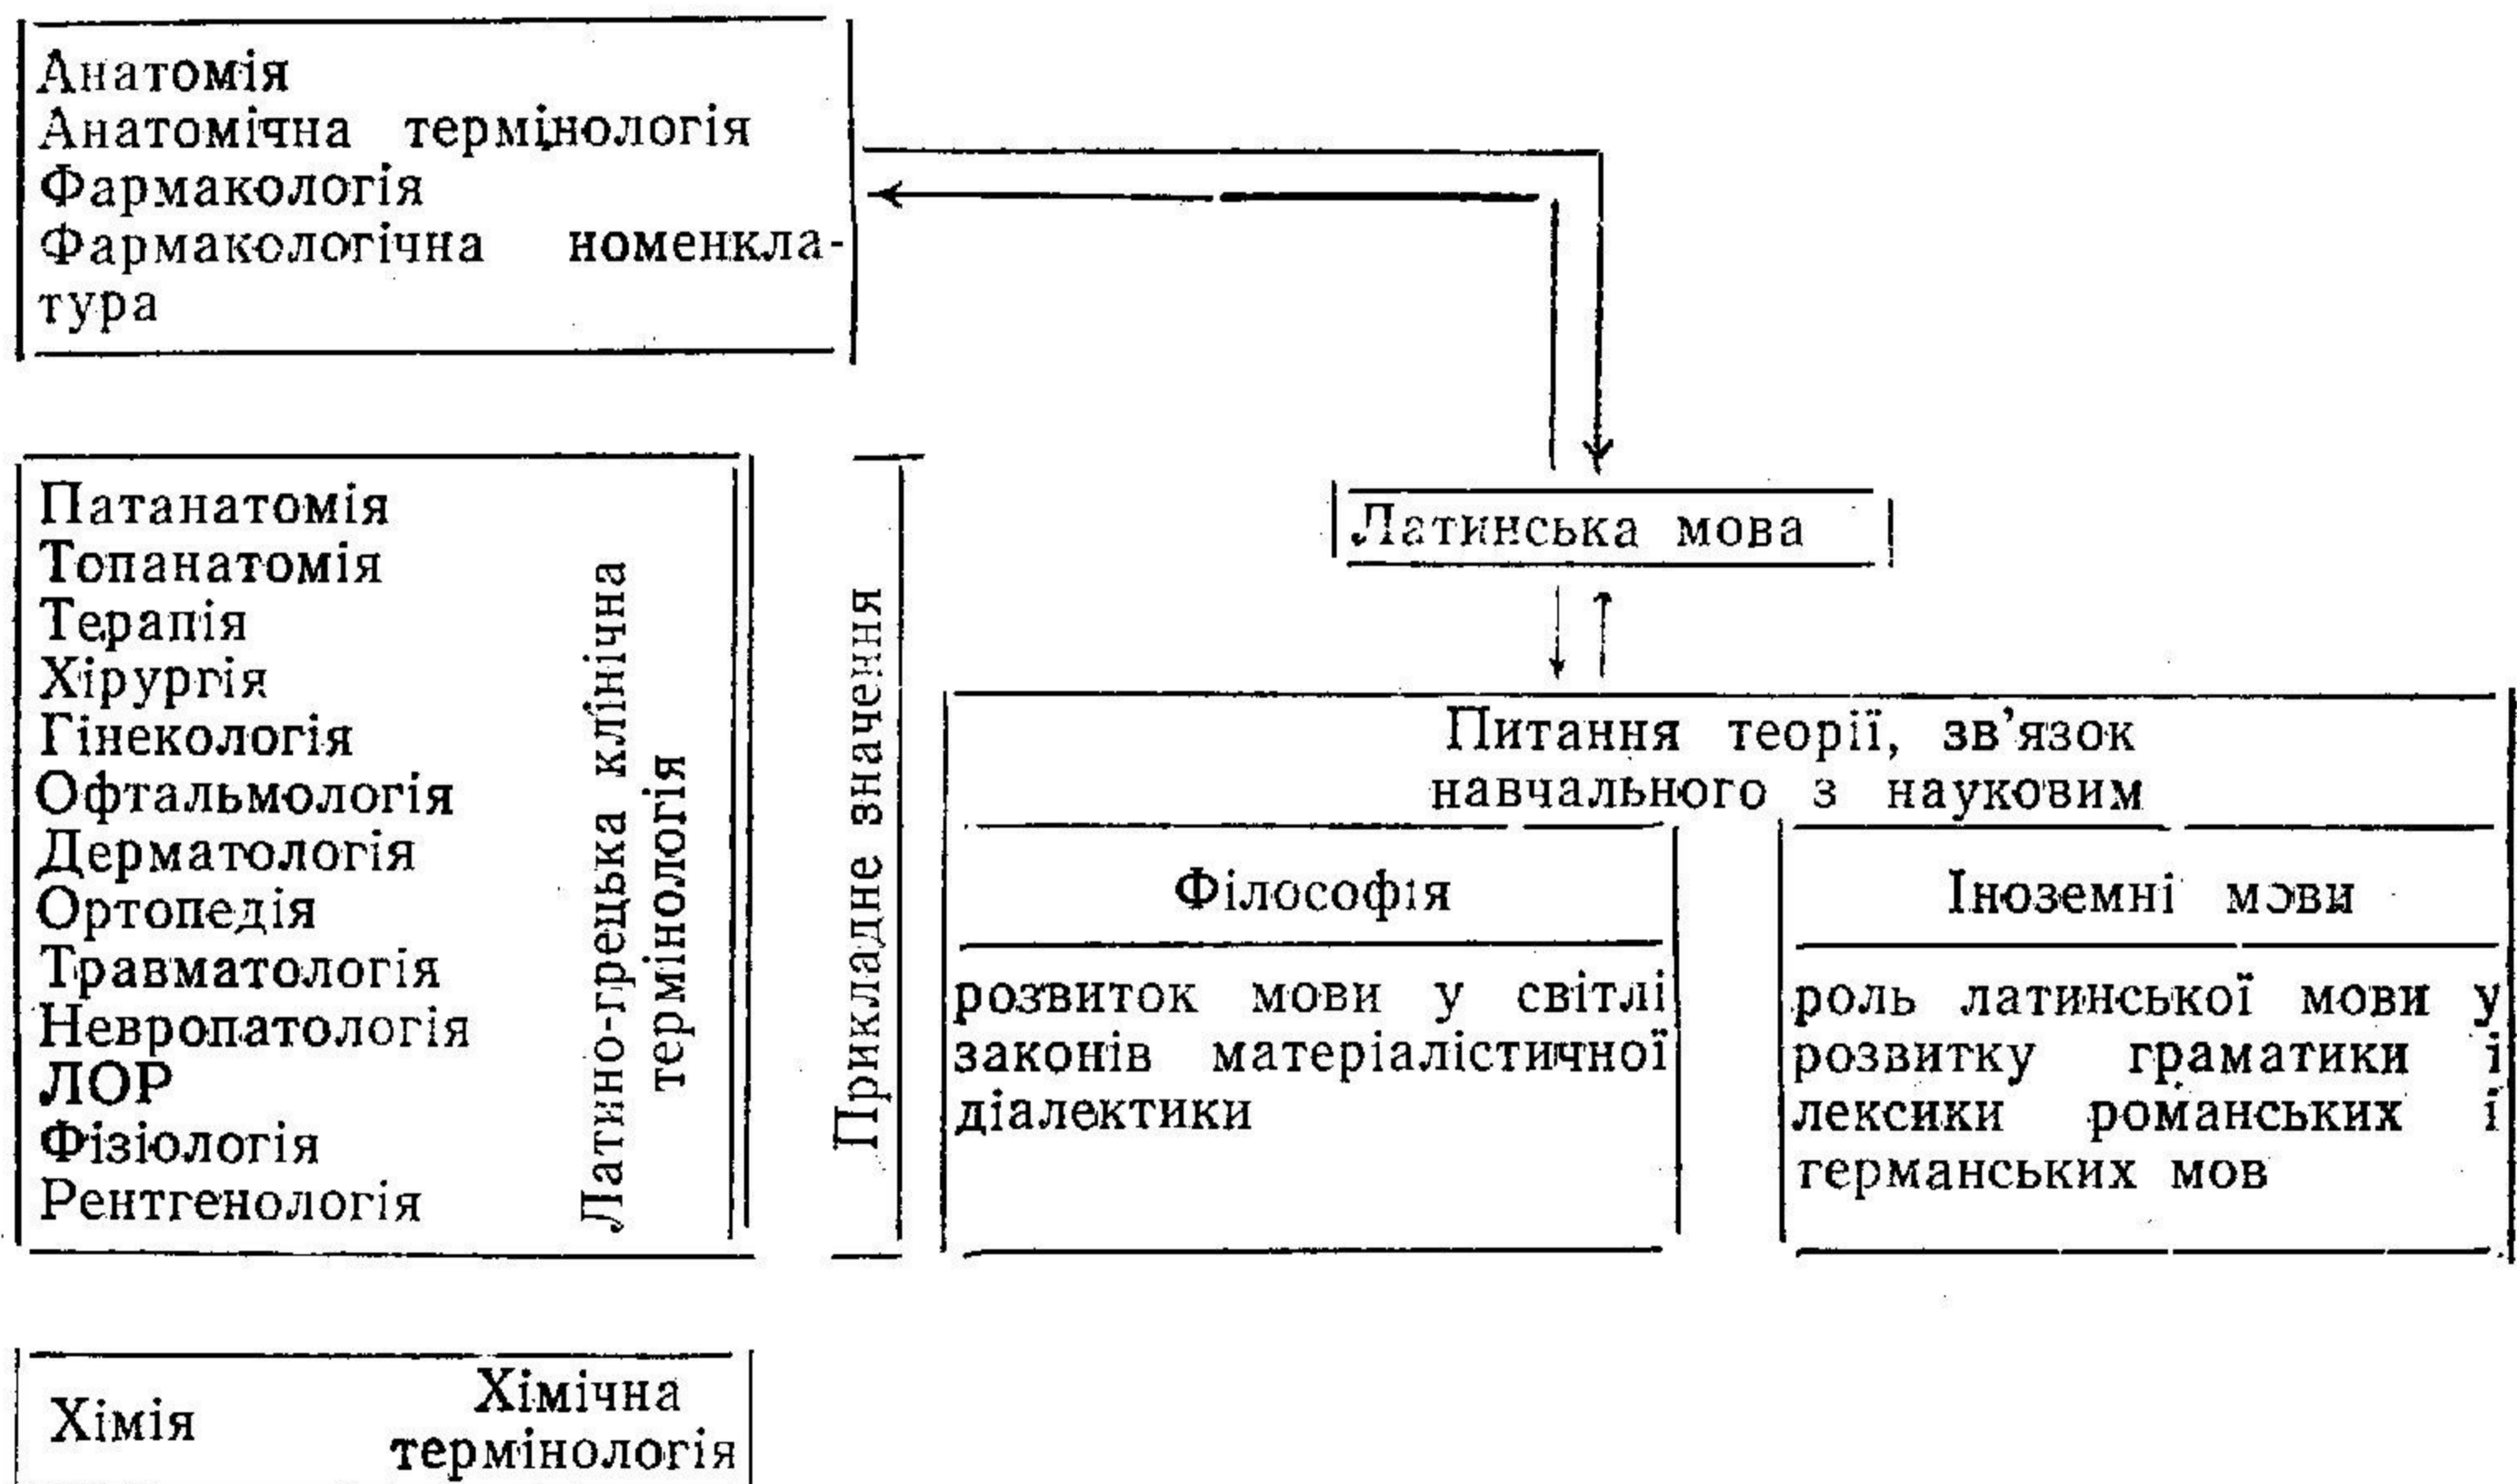 Анатомія
Анатомічна термінологія
Фармакологія
Фармакологічна номенкла-
тура
Патанатомія
Топанатомія
Терапія
Хірургія
Гінекологія
Офтальмологія
Дерматологія
Ортопедія
Травматологія
Невропатологія
ЛОР
Фізіологія
Рентгенологія
Латино-грецька клінічна
термінологія
Прикладне значення
Латинська мова
Питання теорії, зв'язок
навчального з науковим
Філософія
розвиток мови у світлі
законів матеріалістичної
діалектики
Іноземні мови
роль латинської мови у
розвитку граматики і
лексики романських і
германських мов
Хімія
Хімічна
термінологія